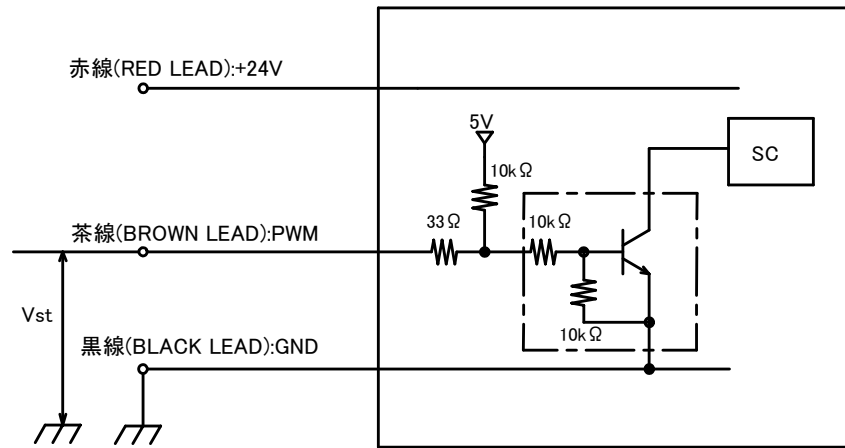 赤線(RED LEAD):+24V
5V
10kΩ
SC
茶線(BROWN LEAD):PWM
33Ω
10kΩ
Vst
10kΩ
黒線(BLACK LEAD):GND